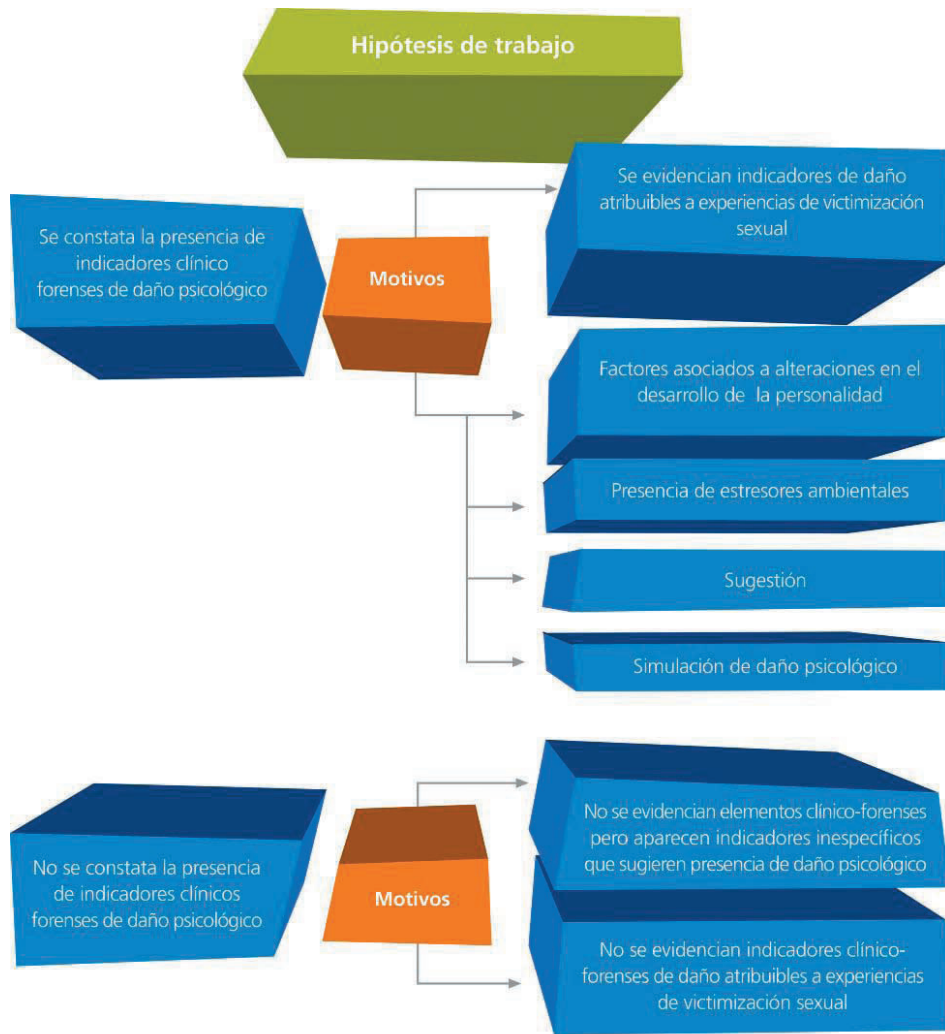 Hipótesis de trabajo
Se constata la presencia de
indicadores clínico
forenses de daño psicológico
Motivos
Se evidencian indicadores de daño
atribuibles a experiencias de victimización
sexual
Factores asociados a alteraciones en el
desarrollo de la personalidad
Presencia de estresores ambientales
Sugestión
Simulación de daño psicológico
No se constata la presencia
de indicadores clínicos
forenses de daño psicológico
Motivos
No se evidencian elementos clínico-forenses
pero aparecen indicadores inespecíficos
que sugieren presencia de daño psicológico
No se evidencian indicadores clínico-
forenses de daño atribuibles a experiencias
de victimización sexual